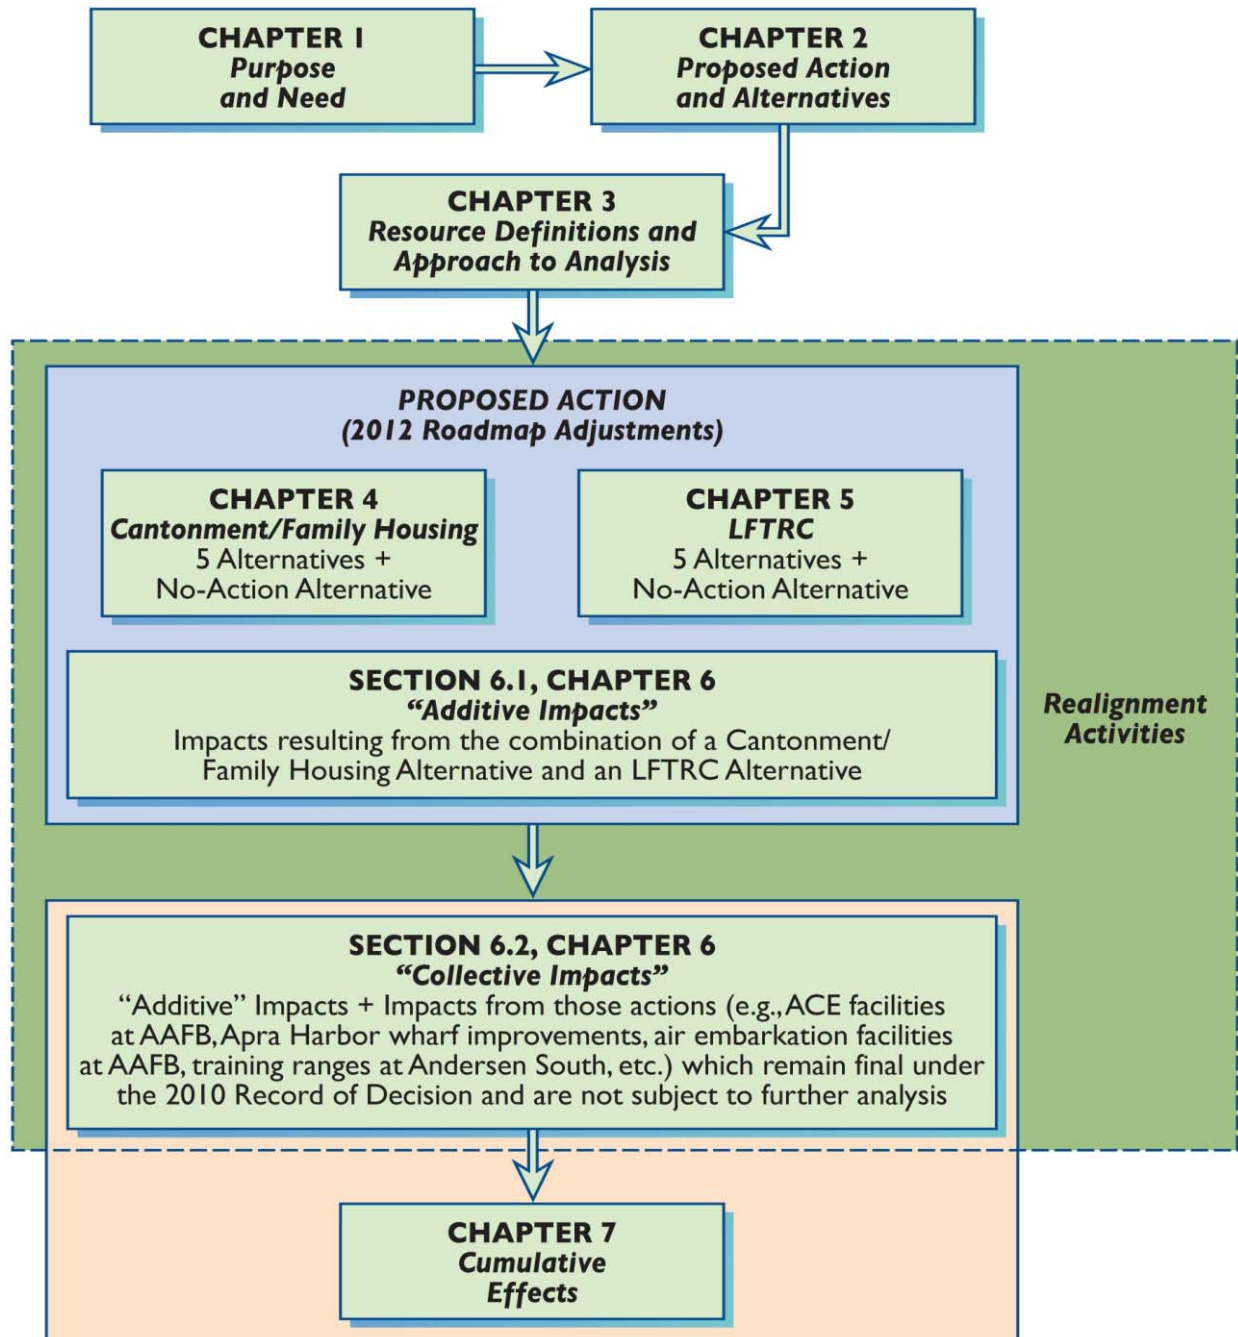 CHAPTER 1
Purpose
and Need
CHAPTER 2
Proposed Action
and Alternatives
CHAPTER 3
Resource Definitions and
Approach to Analysis
PROPOSED ACTION
(2012 Roadmap Adjustments)
CHAPTER 4
Cantonment/Family Housing
5 Alternatives +
No-Action Alternative
CHAPTER 5
LFTRC
5 Alternatives +
No-Action Alternative
SECTION 6.1, CHAPTER 6
“Additive Impacts”
Impacts resulting from the combination of a Cantonment/
Family Housing Alternative and an LFTRC Alternative
Realignment
Activities
SECTION 6.2, CHAPTER 6
“Collective Impacts”
“Additive” Impacts + Impacts from those actions (e.g., ACE facilities
at AAFB, Apra Harbor wharf improvements, air embarkation facilities
at AAFB, training ranges at Andersen South, etc.) which remain final under
the 2010 Record of Decision and are not subject to further analysis
CHAPTER 7
Cumulative
Effects